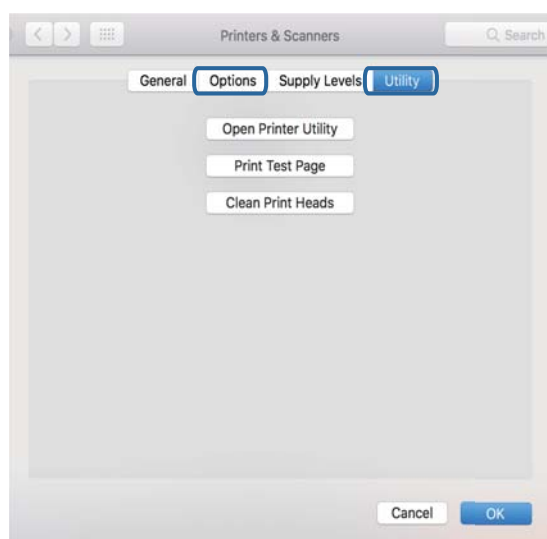 Printers & Scanners Search
General Options Supply Levels Utility
Open Printer Utility
Print Test Page
Clean Print Heads
Cancel OK